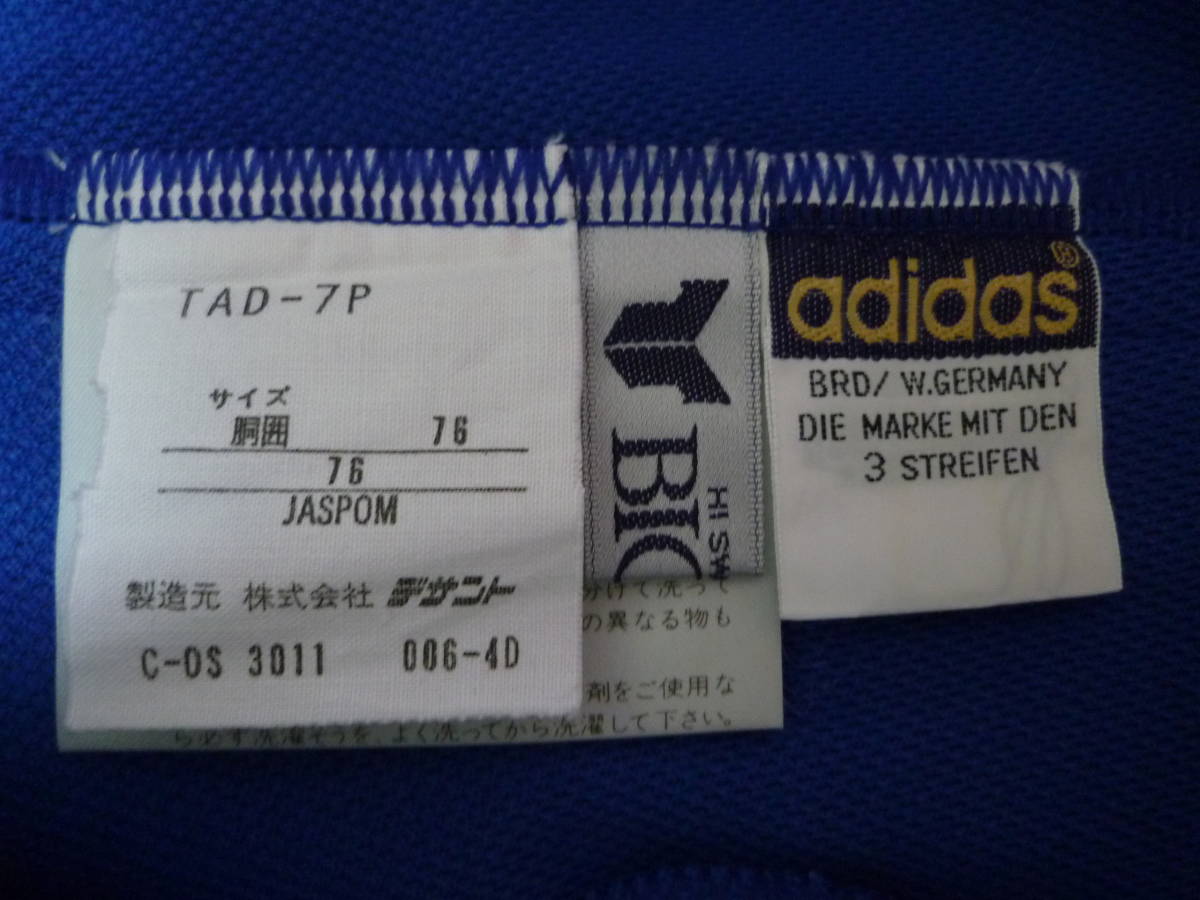 TAD-7P
サイズ
胴囲 76
76
JASPOM
製造元 株式会社 デサント
C-OS 3011 006-4D
分けて洗って
の異なる物も
剤をご使用な
ら必ず洗濯そうを、よく洗ってから洗濯して下さい。
BIG
HI SW
adidas®
BRD/ W.GERMANY
DIE MARKE MIT DEN
3 STREIFEN